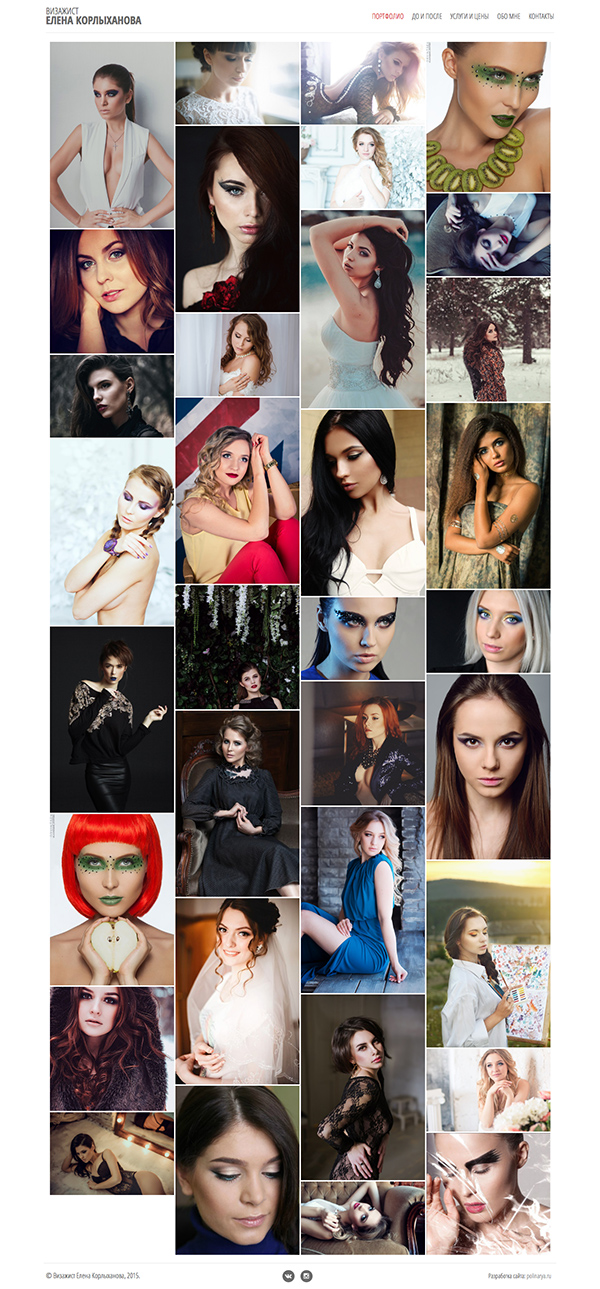 ВИЗАЖИСТ
ЕЛЕНА КОРЛЫХАНОВА
ПОРТФОЛИО ДО И ПОСЛЕ УСЛУГИ И ЦЕНЫ ОБО МНЕ КОНТАКТЫ
© Визажист Елена Корлыханова, 2015.
Разработка сайта: polinarya.ru